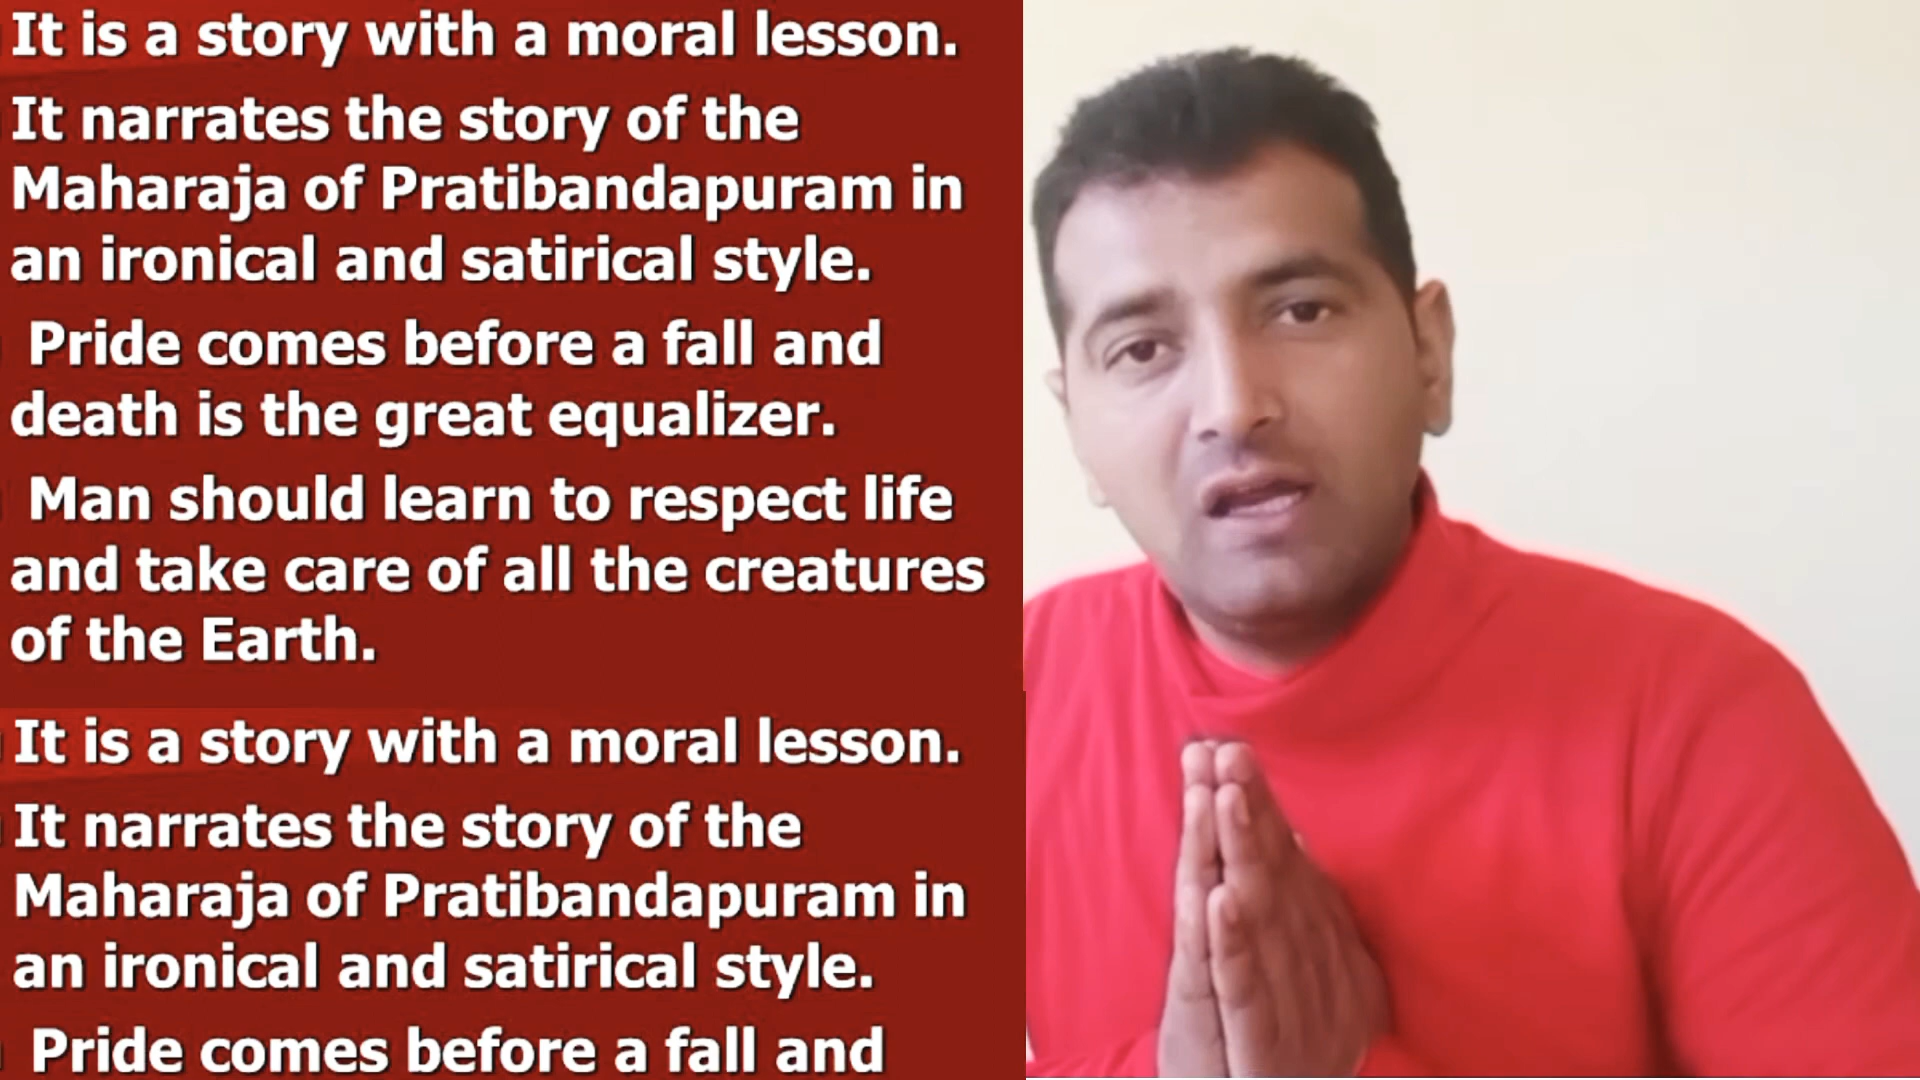 It is a story with a moral lesson.
It narrates the story of the
Maharaja of Pratibandapuram in
an ironical and satirical style.
Pride comes before a fall and
death is the great equalizer.
Man should learn to respect life
and take care of all the creatures
of the Earth.
It is a story with a moral lesson.
It narrates the story of the
Maharaja of Pratibandapuram in
an ironical and satirical style.
Pride comes before a fall and